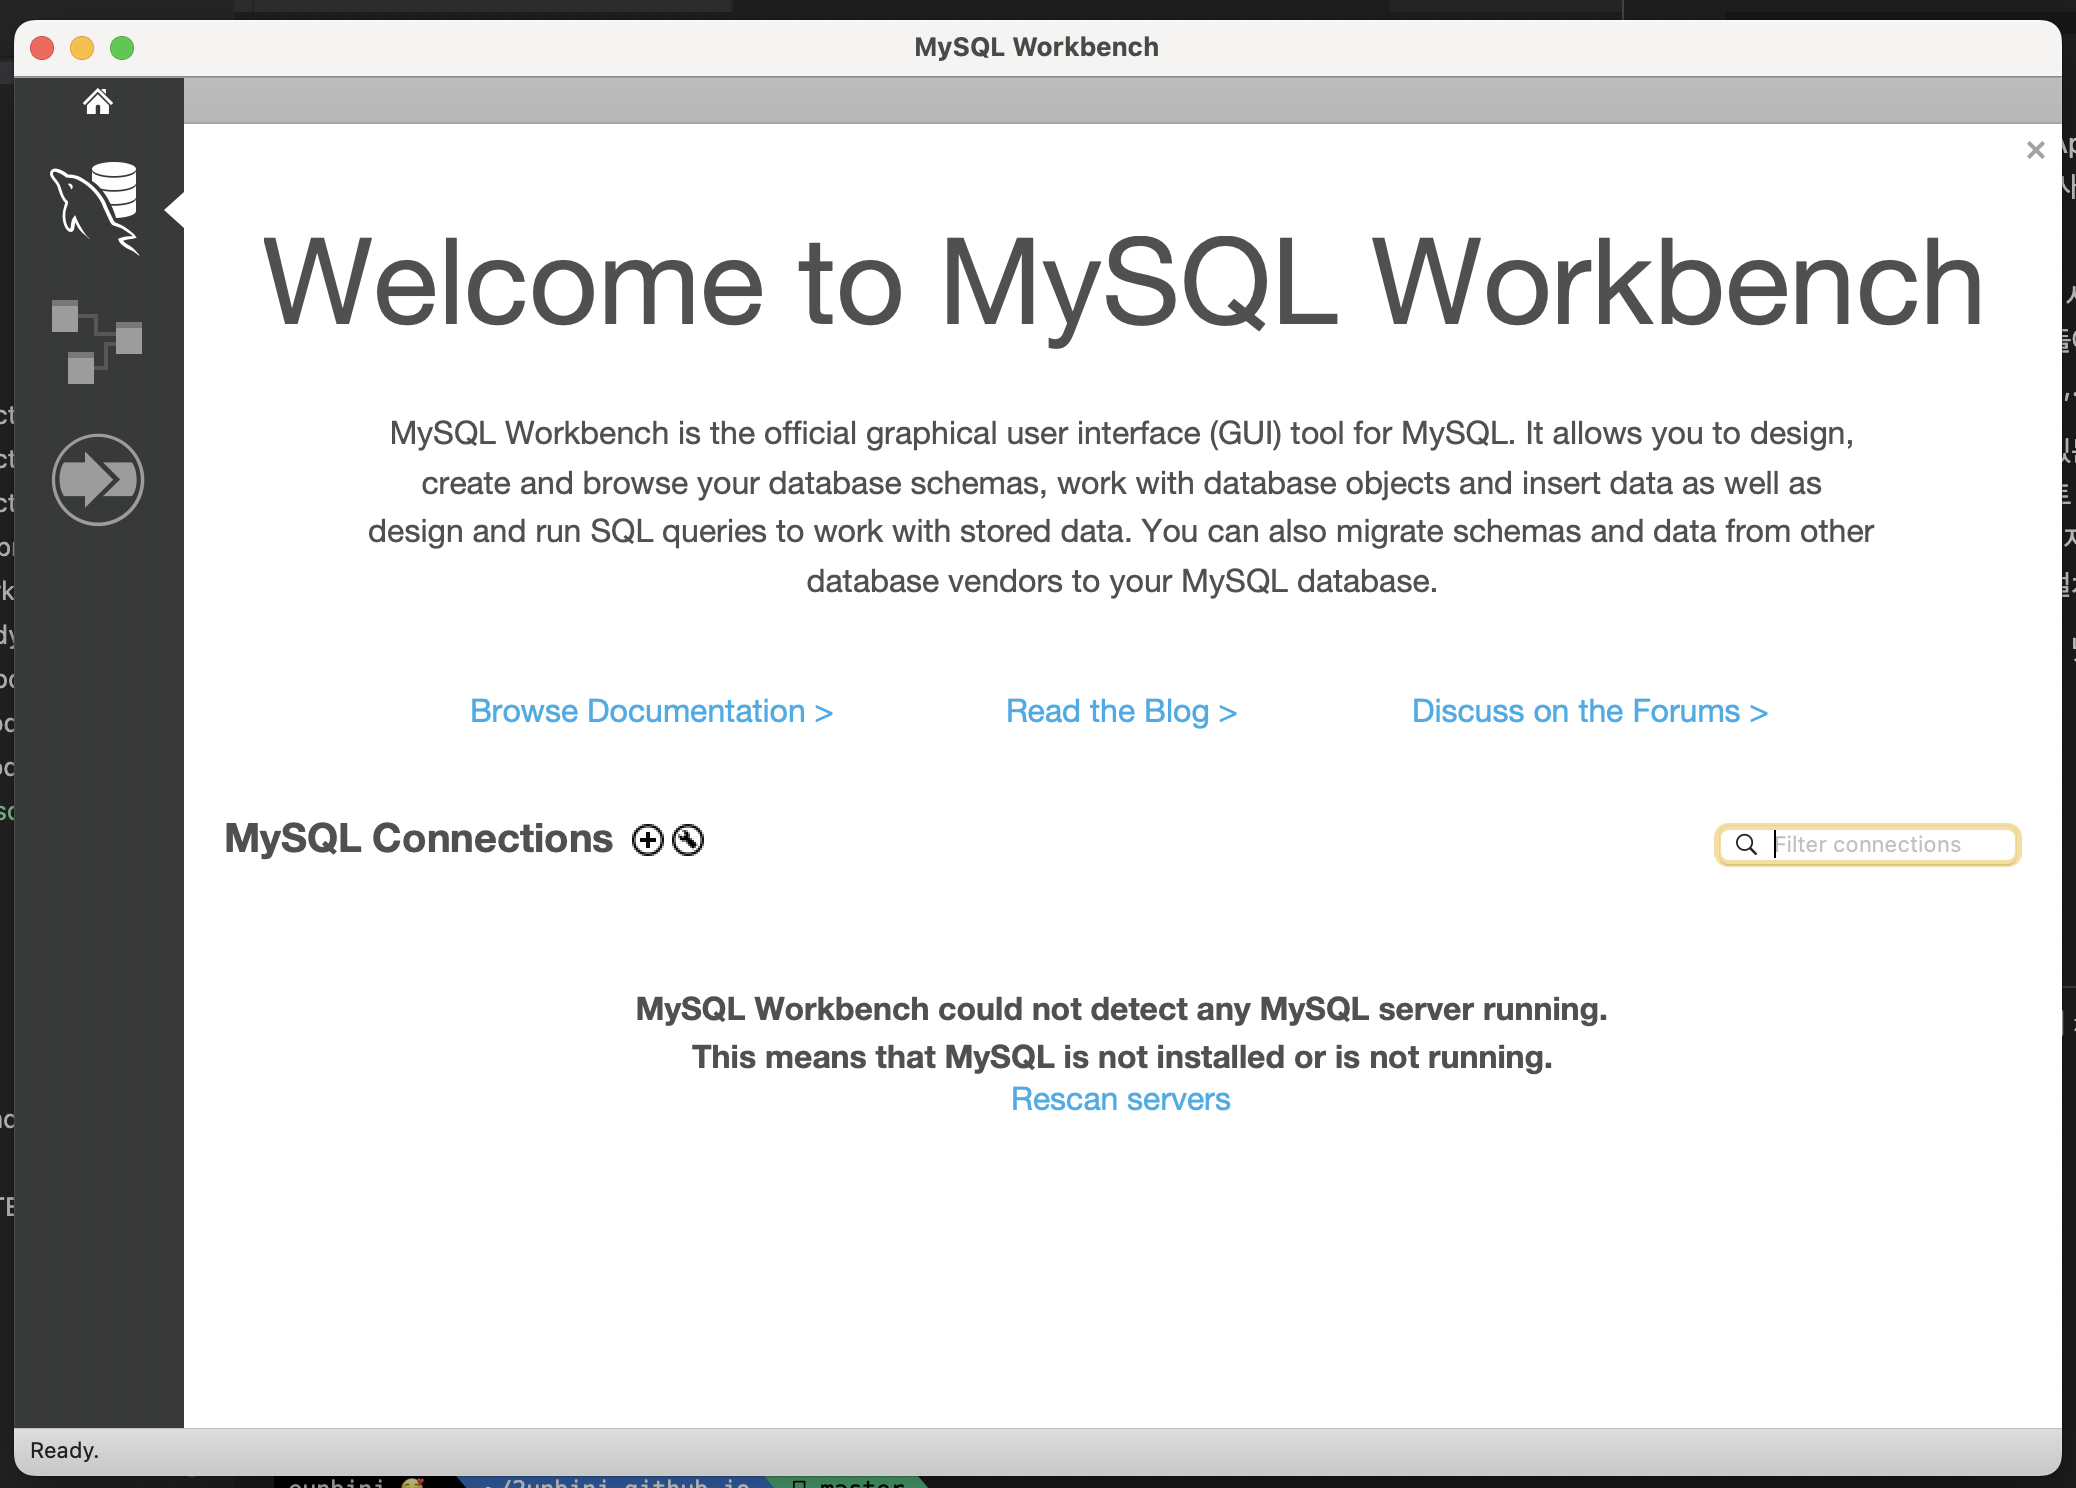 MySQL Workbench
Welcome to MySQL Workbench
MySQL Workbench is the official graphical user interface (GUI) tool for MySQL. It allows you to design,
create and browse your database schemas, work with database objects and insert data as well as
design and run SQL queries to work with stored data. You can also migrate schemas and data from other
database vendors to your MySQL database.
Browse Documentation >
Read the Blog >
Discuss on the Forums >
MySQL Connections
Filter connections
MySQL Workbench could not detect any MySQL server running.
This means that MySQL is not installed or is not running.
Rescan servers
Ready.